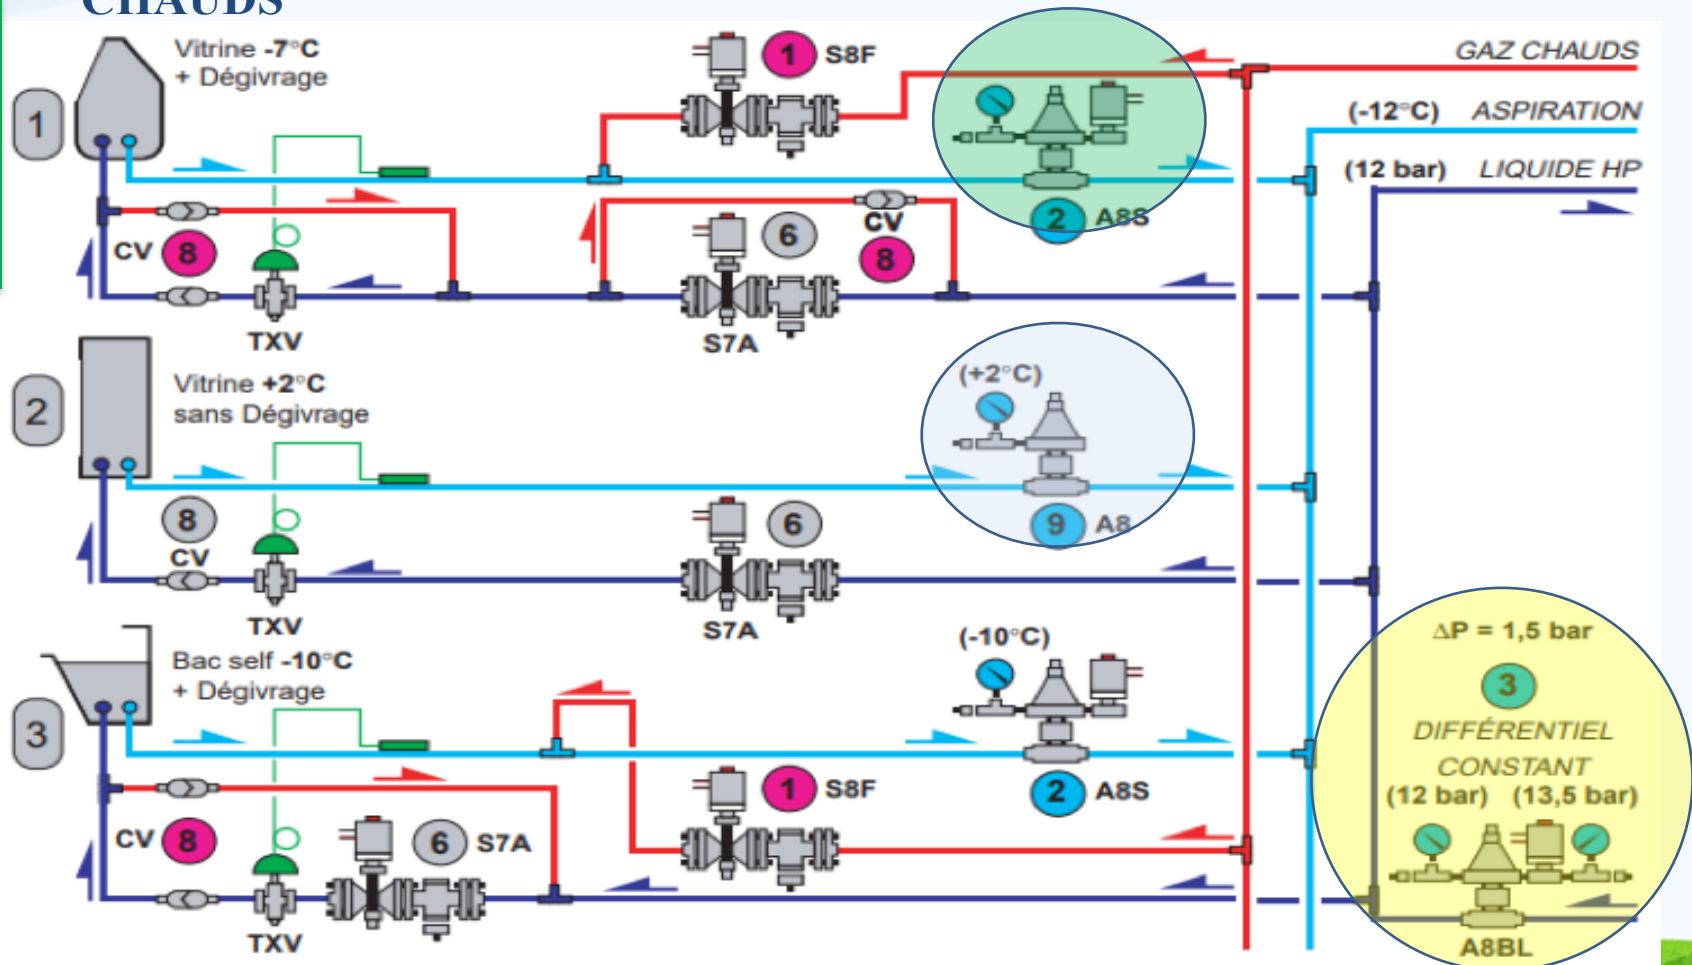 CHAUDS
Vitrine -7°C
+ Dégivrage
1
1
S8F
GAZ CHAUDS
(-12°C) ASPIRATION
(12 bar) LIQUIDE HP
2
A8S
CV
8
6
CV
8
TXV
S7A
2
Vitrine +2°C
sans Dégivrage
(+2°C)
8
CV
6
9
A8
TXV
S7A
3
Bac self -10°C
+ Dégivrage
(-10°C)
1
S8F
2
A8S
CV
8
6
S7A
TXV
ΔP = 1,5 bar
3
DIFFÉRENTIEL
CONSTANT
(12 bar) (13,5 bar)
A8BL